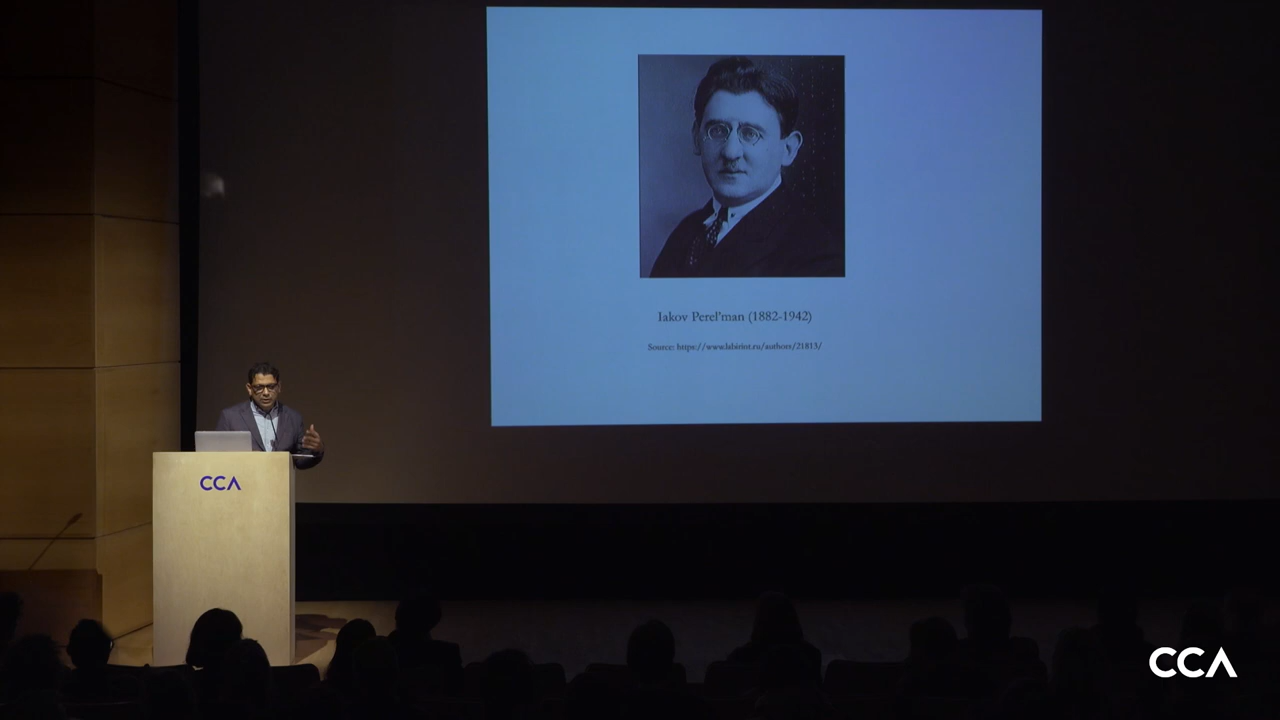 Iakov Perel'man (1882-1942)
Source: https://www.labirint.ru/authors/21813/
CCA
CCA